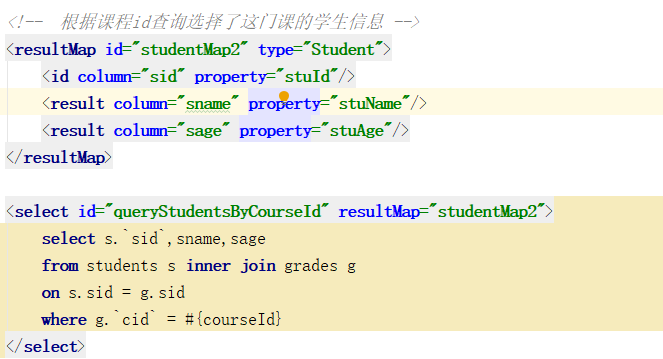 <!-- 根据课程id查询选择了这门课的学生信息 -->
<resultMap id="studentMap2" type="Student">
<id column="sid" property="stuId"/>
<result column="sname" property="stuName"/>
<result column="sage" property="stuAge"/>
</resultMap>
<select id="queryStudentsByCourseId" resultMap="studentMap2">
select s.`sid`,sname,sage
from students s inner join grades g
on s.sid = g.sid
where g.`cid` = #{courseId}
</select>